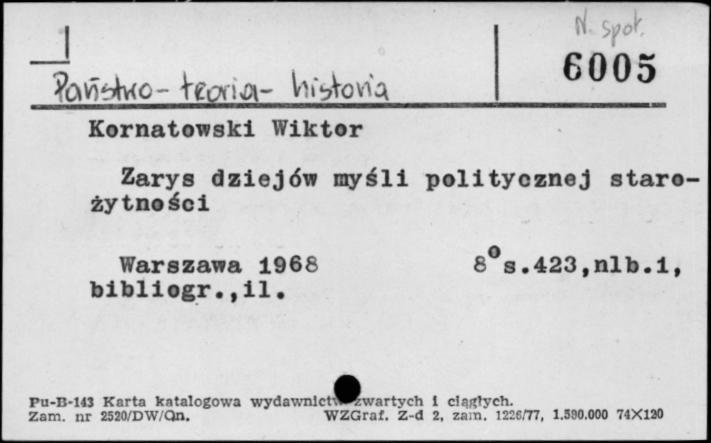 N. społ.
6005
Państwo - teoria - historia
Kornatowski Wiktor
Zarys dziejów myśli politycznej staro-
żytności
Warszawa 1968 8° s.423,nlb.1,
bibliogr.,il.
Pu-B-143 Karta katalogowa wydawnictw zwartych i ciągłych.
Zam. nr 2520/DW/Qn. WZGraf. Z-d 2, zam. 1226/77, 1.590.000 74X120